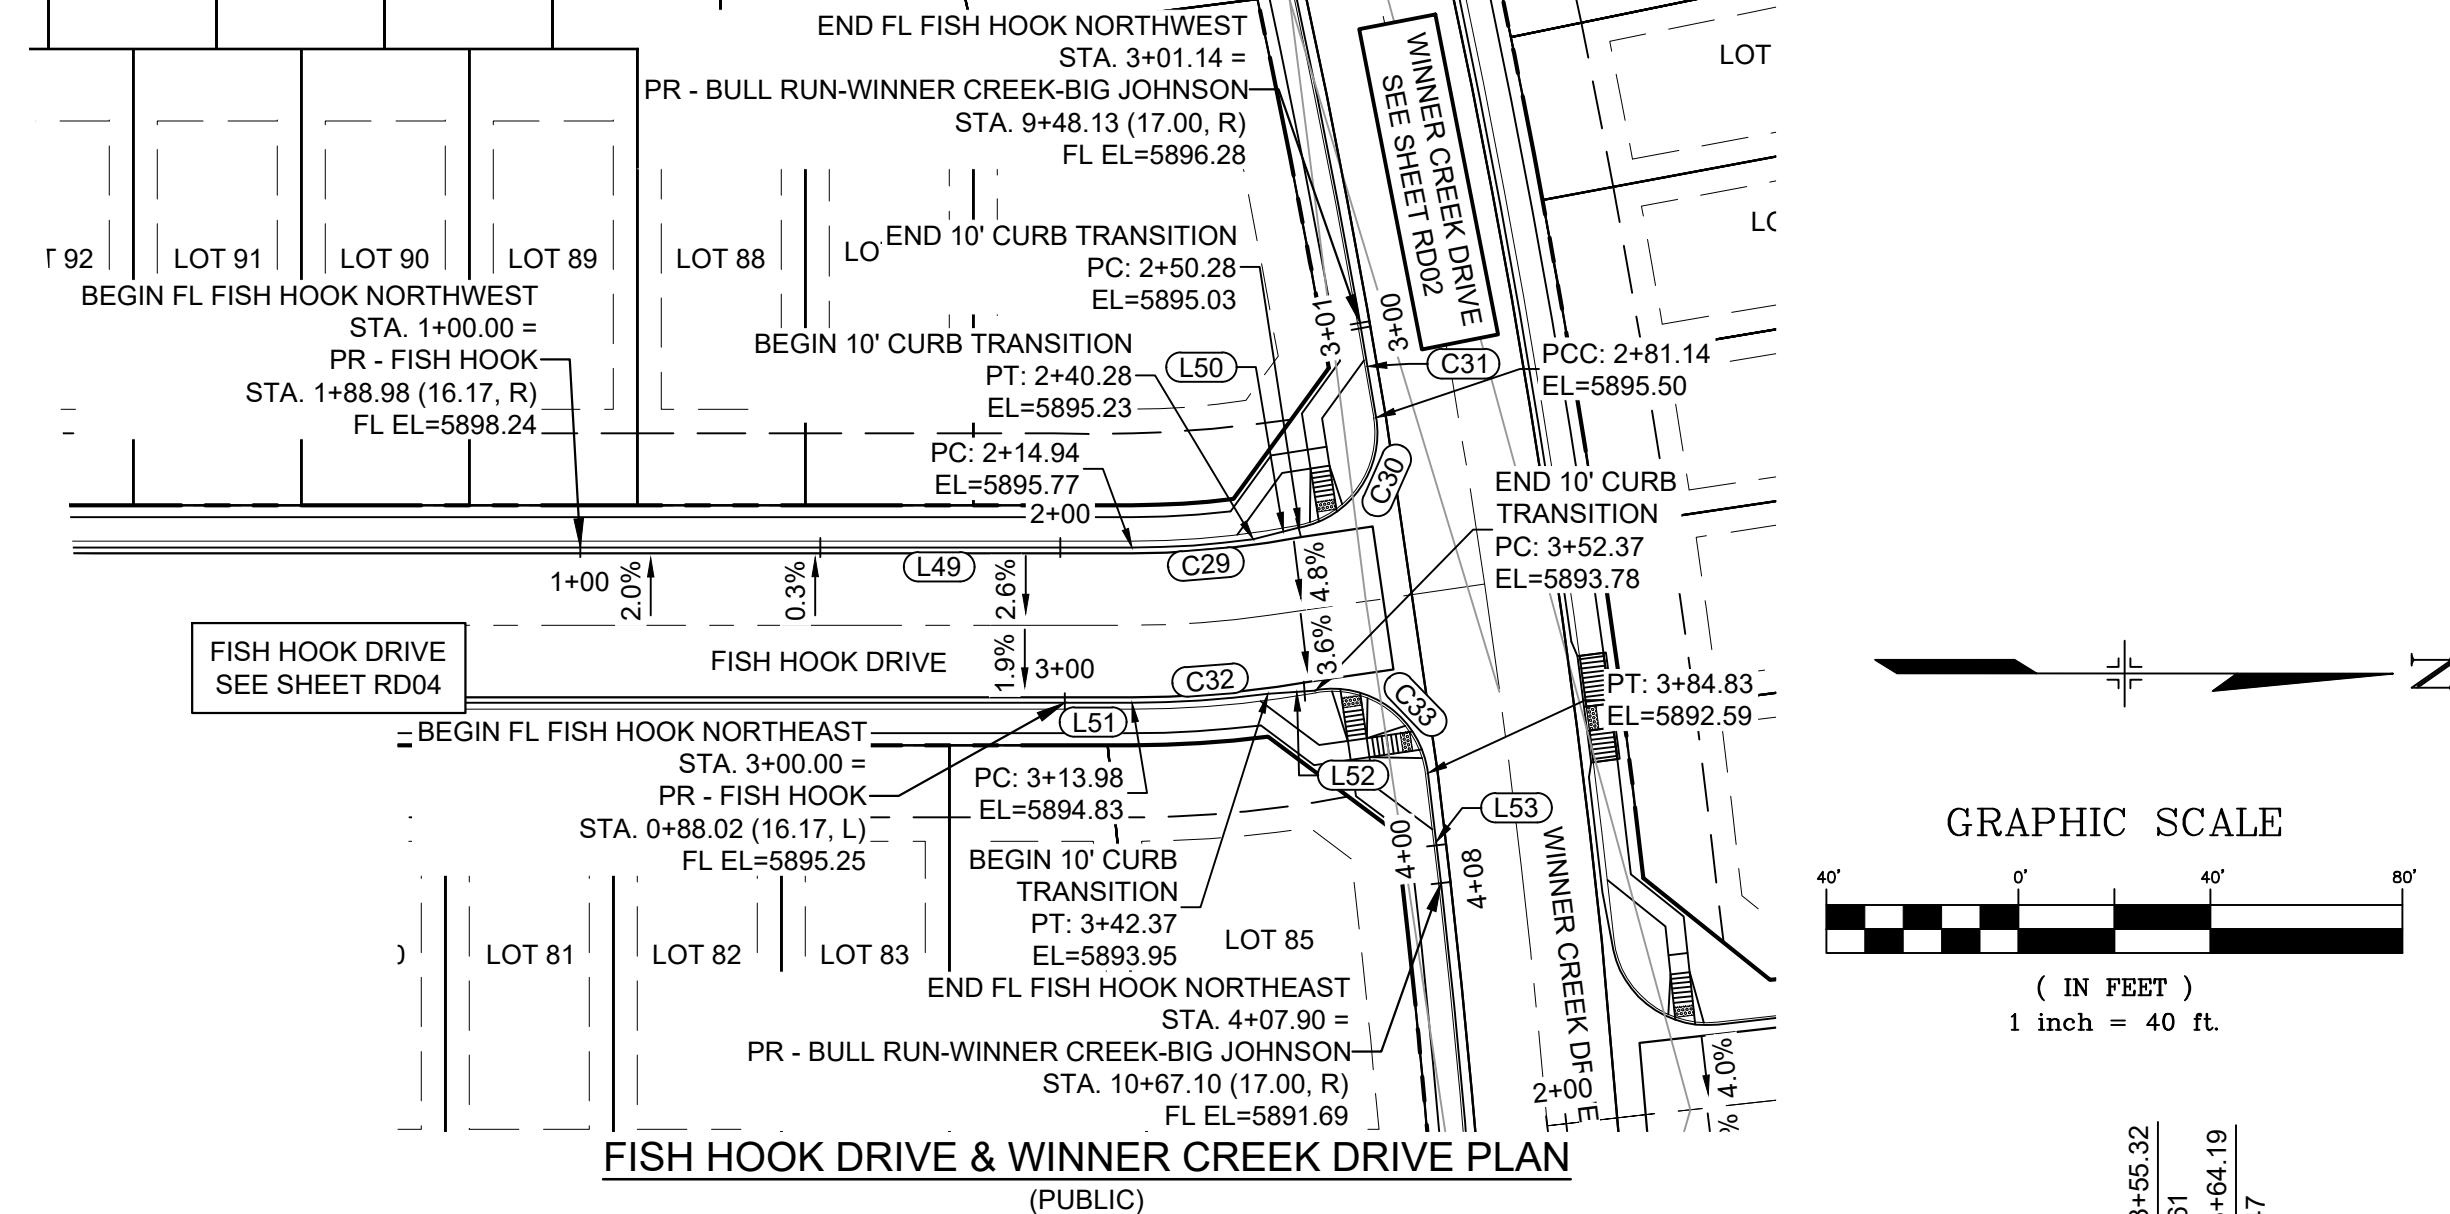 END FL FISH HOOK NORTHWEST
STA. 3+01.14 =
PR - BULL RUN-WINNER CREEK-BIG JOHNSON
STA. 9+48.13 (17.00, R)
FL EL=5896.28
WINNER CREEK DRIVE
SEE SHEET RD02
LOT
END 10' CURB TRANSITION
PC: 2+50.28
EL=5895.03
92
LOT 91
LOT 90
LOT 89
LOT 88
BEGIN FL FISH HOOK NORTHWEST
STA. 1+00.00 =
PR - FISH HOOK
STA. 1+88.98 (16.17, R)
FL EL=5898.24
BEGIN 10' CURB TRANSITION
PT: 2+40.28
EL=5895.23
L50
3+01
3+00
C31
PCC: 2+81.14
EL=5895.50
PC: 2+14.94
EL=5895.77
2+00
C30
END 10' CURB
TRANSITION
PC: 3+52.37
EL=5893.78
1+00
2.0%
0.3%
L49
2.6%
C29
4.8%
FISH HOOK DRIVE
SEE SHEET RD04
FISH HOOK DRIVE
1.9%
3+00
C32
3.6%
C33
PT: 3+84.83
EL=5892.59
L51
BEGIN FL FISH HOOK NORTHEAST
STA. 3+00.00 =
PR - FISH HOOK
STA. 0+88.02 (16.17, L)
FL EL=5895.25
PC: 3+13.98
EL=5894.83
L52
L53
4+00
4+08
BEGIN 10' CURB
TRANSITION
PT: 3+42.37
EL=5893.95
LOT 81
LOT 82
LOT 83
LOT 85
END FL FISH HOOK NORTHEAST
STA. 4+07.90 =
PR - BULL RUN-WINNER CREEK-BIG JOHNSON
STA. 10+67.10 (17.00, R)
FL EL=5891.69
WINNER CREEK
2+00
4.0%
%
N
GRAPHIC SCALE
40' 0' 40' 80'
( IN FEET )
1 inch = 40 ft.
FISH HOOK DRIVE & WINNER CREEK DRIVE PLAN
(PUBLIC)
+55.32
+64.19